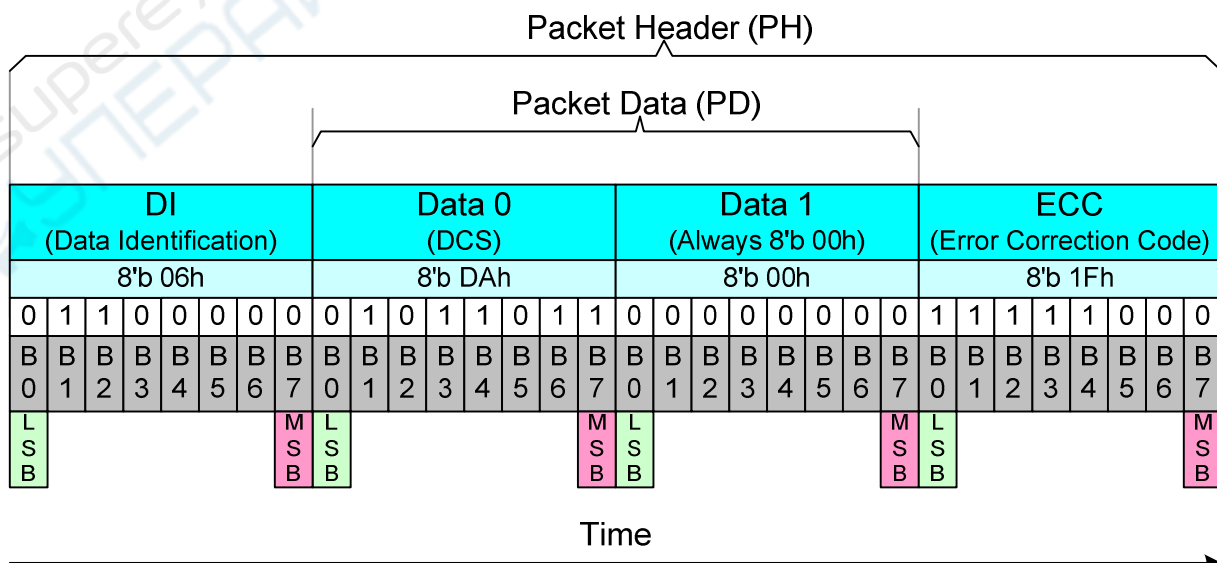 Packet Header (PH)
Packet Data (PD)
DI Data 0 Data 1 ECC
(Data Identification) (DCS) (Always 8'b 00h) (Error Correction Code)
8'b 06h 8'b DAh 8'b 00h 8'b 1Fh
0 1 1 0 0 0 0 0 0 1 0 1 1 0 1 1 0 0 0 0 0 0 0 0 1 1 1 1 1 0 0 0
B0 B1 B2 B3 B4 B5 B6 B7 B0 B1 B2 B3 B4 B5 B6 B7 B0 B1 B2 B3 B4 B5 B6 B7 B0 B1 B2 B3 B4 B5 B6 B7
LSB MSB LSB MSB LSB MSB LSB MSB
Time